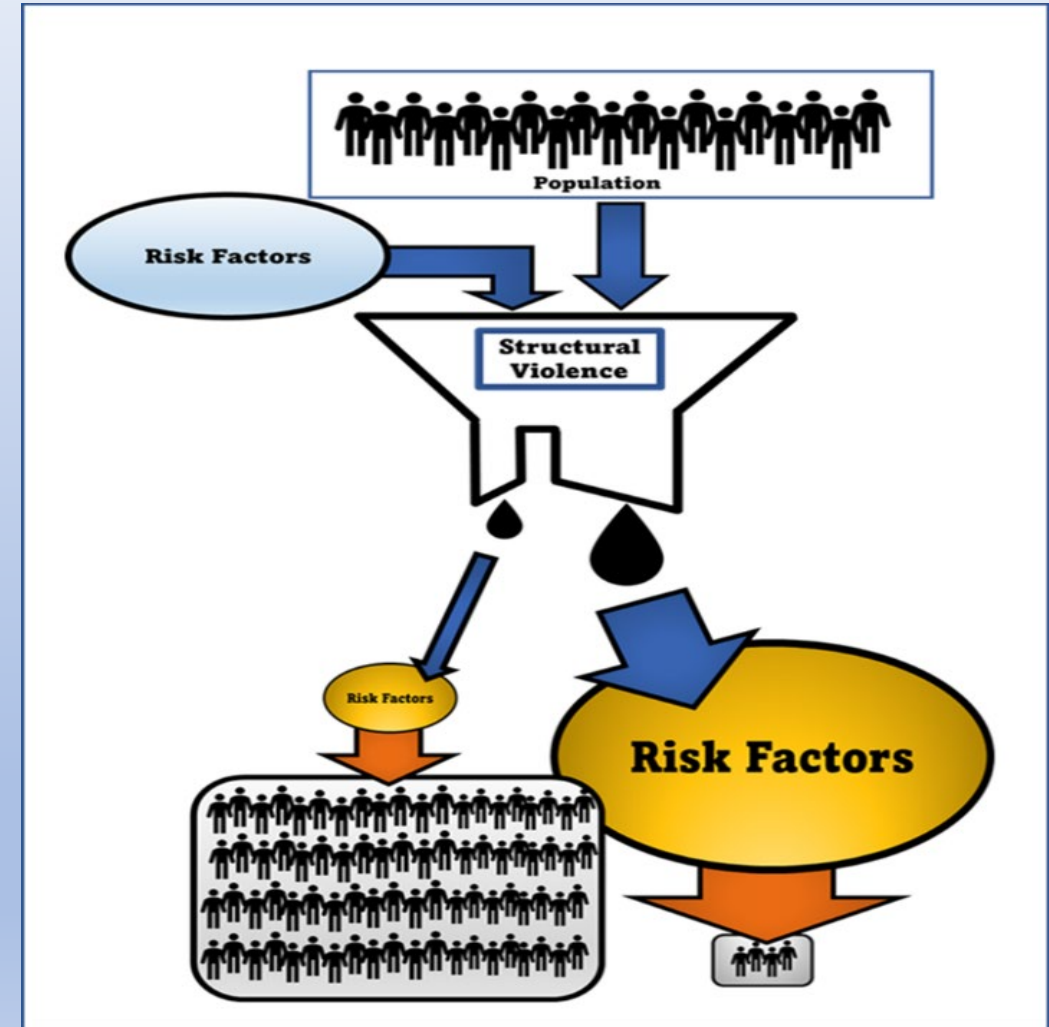 Population
Risk Factors
Structural
Violence
Risk Factors
Risk Factors